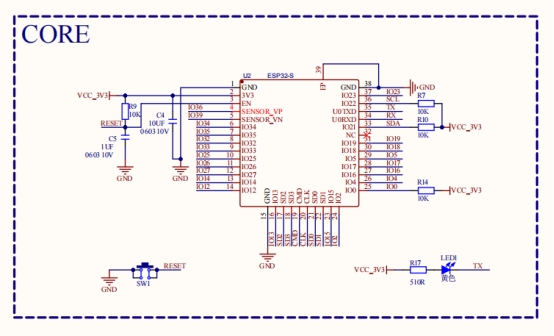 CORE
U2 ESP32-S
39
EP
1 GND
2 3V3
3 EN
4 SENSOR_VP
5 SENSOR_VN
6 IO34
7 IO35
8 IO32
9 IO33
10 IO25
11 IO26
12 IO27
13 IO14
14 IO12
IO36
IO39
IO34
IO35
IO32
IO33
IO25
IO26
IO27
IO14
IO12
GND 38
IO23 37 IO23
IO22 36 SCL
U0TXD 35 TX
U0RXD 34 RX
IO21 33 SDA
NC 32
IO19 31 IO19
IO18 30 IO18
IO5 29 IO5
IO17 28 IO17
IO16 27 IO16
IO4 26 IO4
IO0 25 IO0
GND IO13 SD2 SD3 CMD CLK SD0 SD1 IO15 IO2
15 16 17 18 19 20 21 22 23 24
IO13 SD2 SD3 CMD CLK SD0 SD1 IO15 IO2
GND
VCC_3V3
R9
10K
RESET
C5
1UF
0603 10V
GND
C4
10UF
0603 10V
GND
GND
R7
10K
R10
10K
VCC_3V3
R14
10K
VCC_3V3
GND
SW1
RESET
VCC_3V3
R17
510R
LED1
黄色
TX